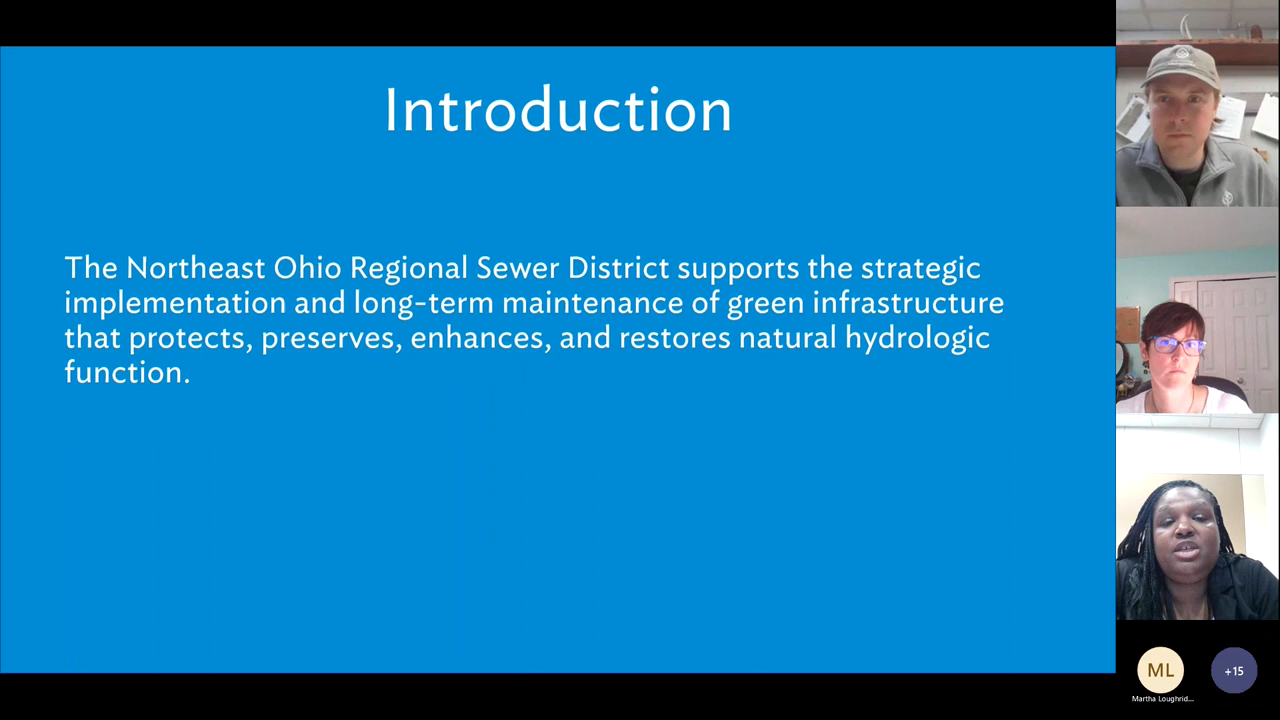 Introduction
The Northeast Ohio Regional Sewer District supports the strategic
implementation and long-term maintenance of green infrastructure
that protects, preserves, enhances, and restores natural hydrologic
function.
ML
+15
Martha Loughrid...